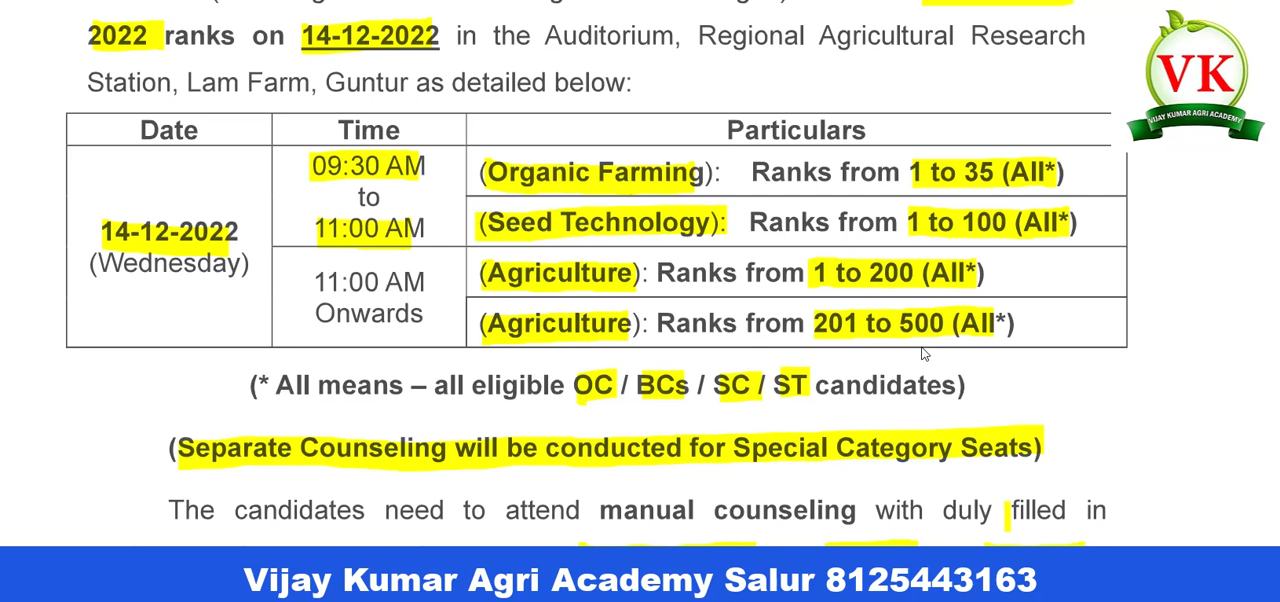 2022 ranks on 14-12-2022 in the Auditorium, Regional Agricultural Research
Station, Lam Farm, Guntur as detailed below:
Date Time Particulars
14-12-2022
(Wednesday)
09:30 AM
to
11:00 AM
(Organic Farming): Ranks from 1 to 35 (All*)
(Seed Technology): Ranks from 1 to 100 (All*)
11:00 AM
Onwards
(Agriculture): Ranks from 1 to 200 (All*)
(Agriculture): Ranks from 201 to 500 (All*)
(* All means – all eligible OC / BCs / SC / ST candidates)
(Separate Counseling will be conducted for Special Category Seats)
The candidates need to attend manual counseling with duly filled in
VK
VIJAY KUMAR AGRI ACADEMY
Vijay Kumar Agri Academy Salur 8125443163